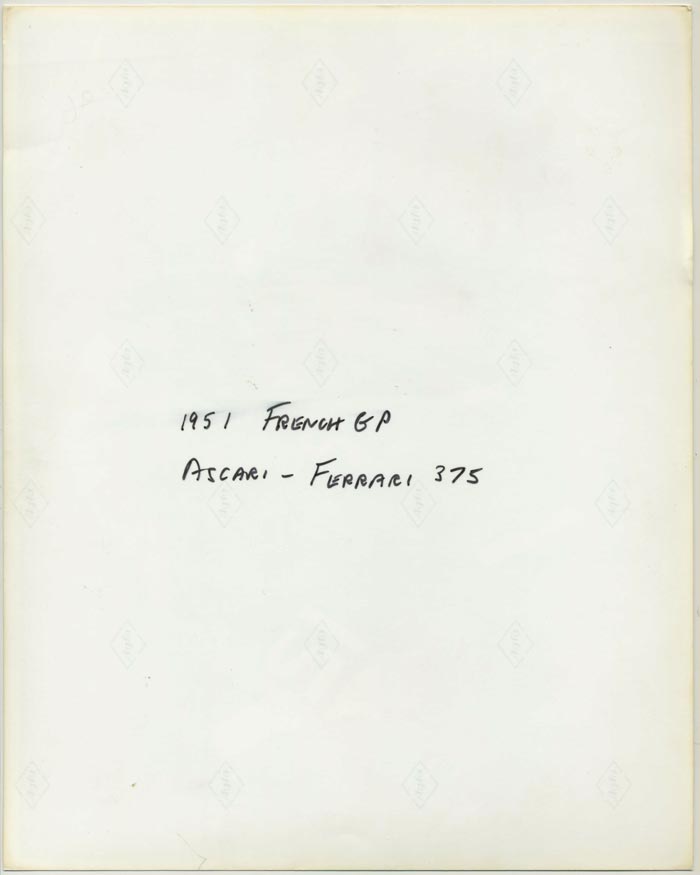 1951 FRENCH GP
ASCARI - FERRARI 375